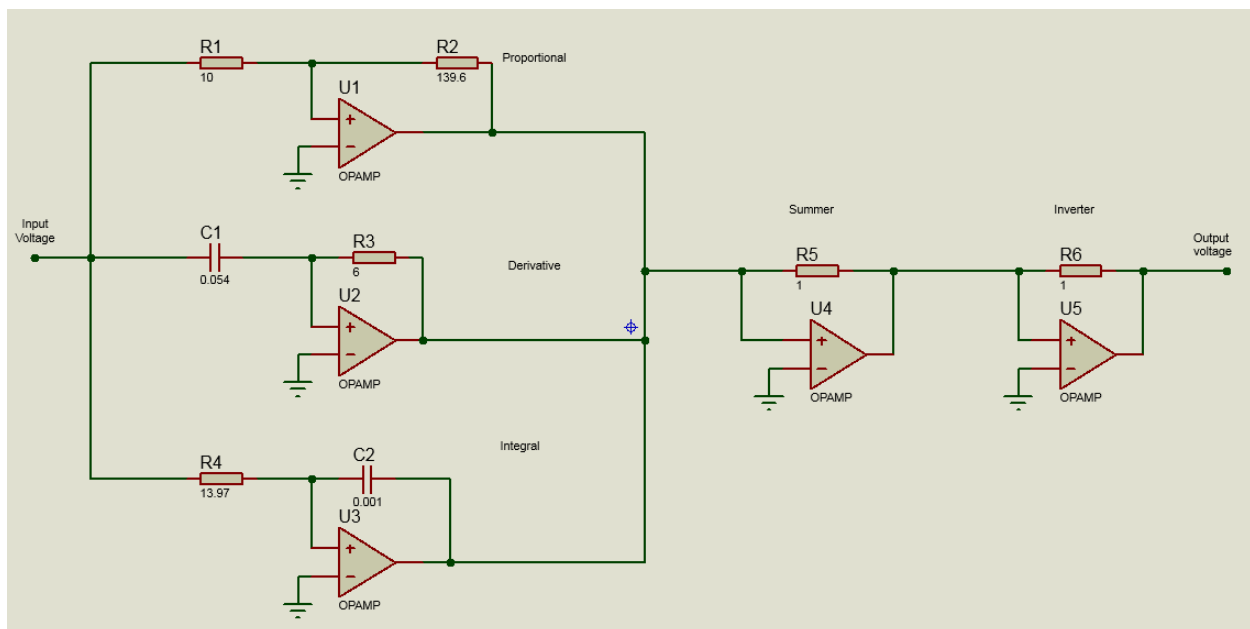 R1
10
R2
139.6
Proportional
U1
+
−
OPAMP
Input
Voltage
C1
0.054
R3
6
Derivative
U2
+
−
OPAMP
R4
13.97
C2
0.001
Integral
U3
+
−
OPAMP
Summer
R5
1
U4
+
−
OPAMP
Inverter
R6
1
U5
+
−
OPAMP
Output
voltage